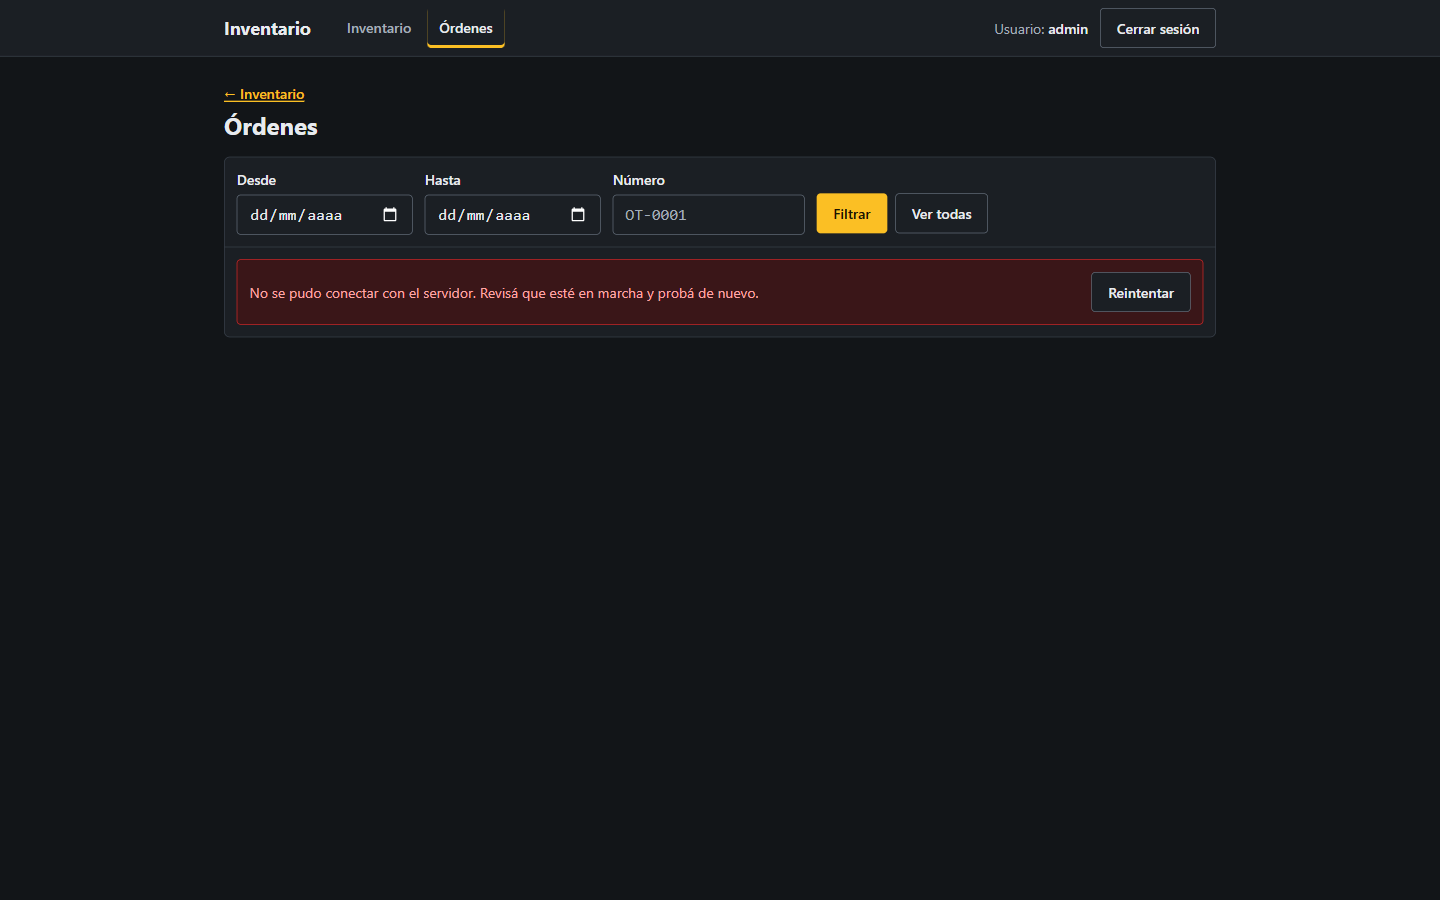 Inventario Inventario Órdenes Usuario: admin Cerrar sesión
← Inventario
Órdenes
Desde Hasta Número
dd/mm/aaaa dd/mm/aaaa OT-0001 Filtrar Ver todas
No se pudo conectar con el servidor. Revisá que esté en marcha y probá de nuevo. Reintentar